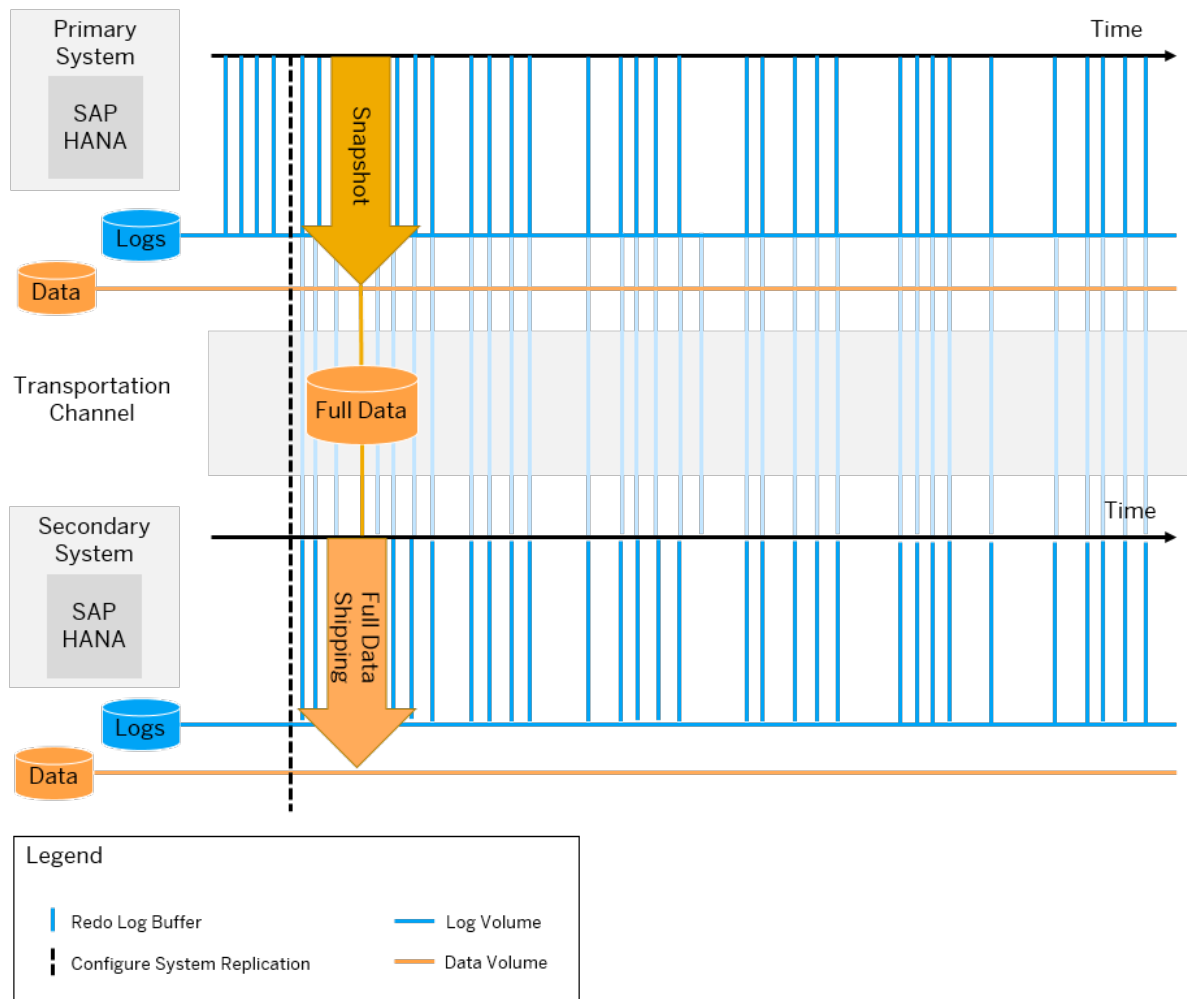 Primary
System
Time
SAP
HANA
Snapshot
Logs
Data
Transportation
Channel
Full Data
Secondary
System
Time
SAP
HANA
Full Data
Shipping
Logs
Data
Legend
Redo Log Buffer
Log Volume
Configure System Replication
Data Volume